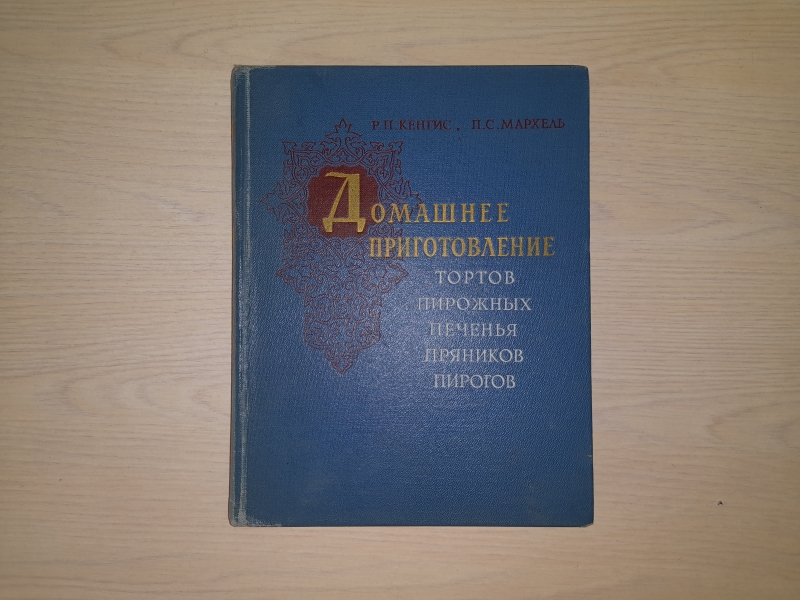 Р.П.КЕНГИС, П.С.МАРХЕЛЬ
ДОМАШНЕЕ
ПРИГОТОВЛЕНИЕ
ТОРТОВ
ПИРОЖНЫХ
ПЕЧЕНЬЯ
ПРЯНИКОВ
ПИРОГОВ